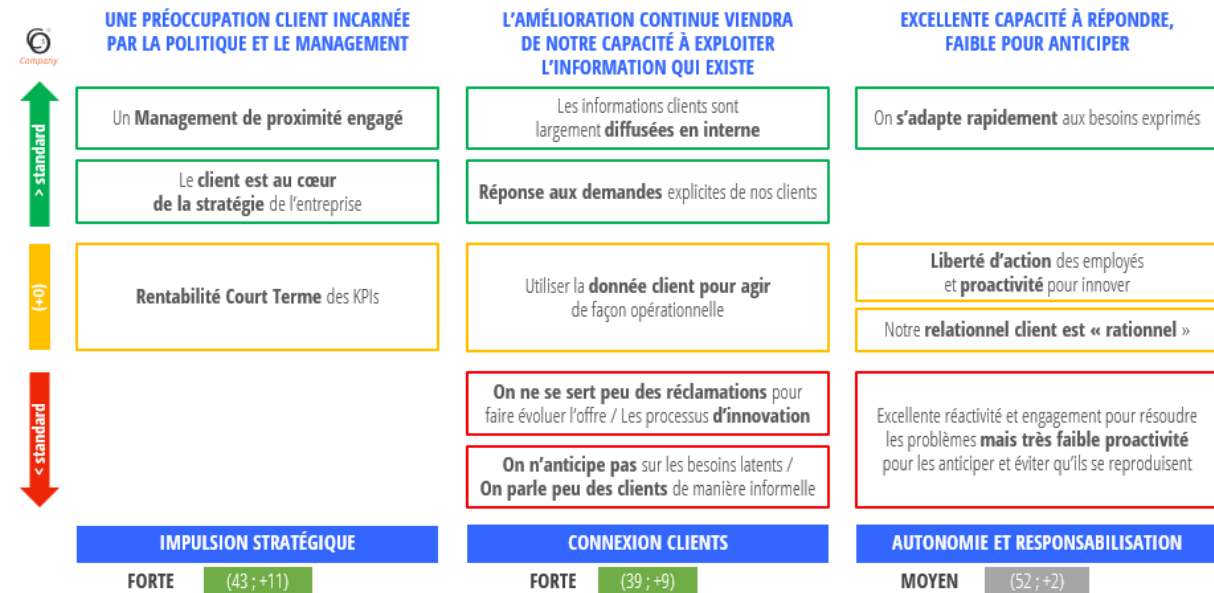 UNE PRÉOCCUPATION CLIENT INCARNÉE
PAR LA POLITIQUE ET LE MANAGEMENT
L'AMÉLIORATION CONTINUE VIENDRA
DE NOTRE CAPACITÉ À EXPLOITER
L'INFORMATION QUI EXISTE
EXCELLENTE CAPACITÉ À RÉPONDRE,
FAIBLE POUR ANTICIPER
Company
> standard
Un Management de proximité engagé
Les informations clients sont
largement diffusées en interne
On s'adapte rapidement aux besoins exprimés
Le client est au cœur
de la stratégie de l'entreprise
Réponse aux demandes explicites de nos clients
(+0)
Rentabilité Court Terme des KPIs
Utiliser la donnée client pour agir
de façon opérationnelle
Liberté d'action des employés
et proactivité pour innover
Notre relationnel client est « rationnel »
< standard
On ne se sert peu des réclamations pour
faire évoluer l'offre / Les processus d'innovation
On n'anticipe pas sur les besoins latents /
On parle peu des clients de manière informelle
Excellente réactivité et engagement pour résoudre
les problèmes mais très faible proactivité
pour les anticiper et éviter qu'ils se reproduisent
IMPULSION STRATÉGIQUE
CONNEXION CLIENTS
AUTONOMIE ET RESPONSABILISATION
FORTE (43 ; +11)
FORTE (39 ; +9)
MOYEN (52 ; +2)